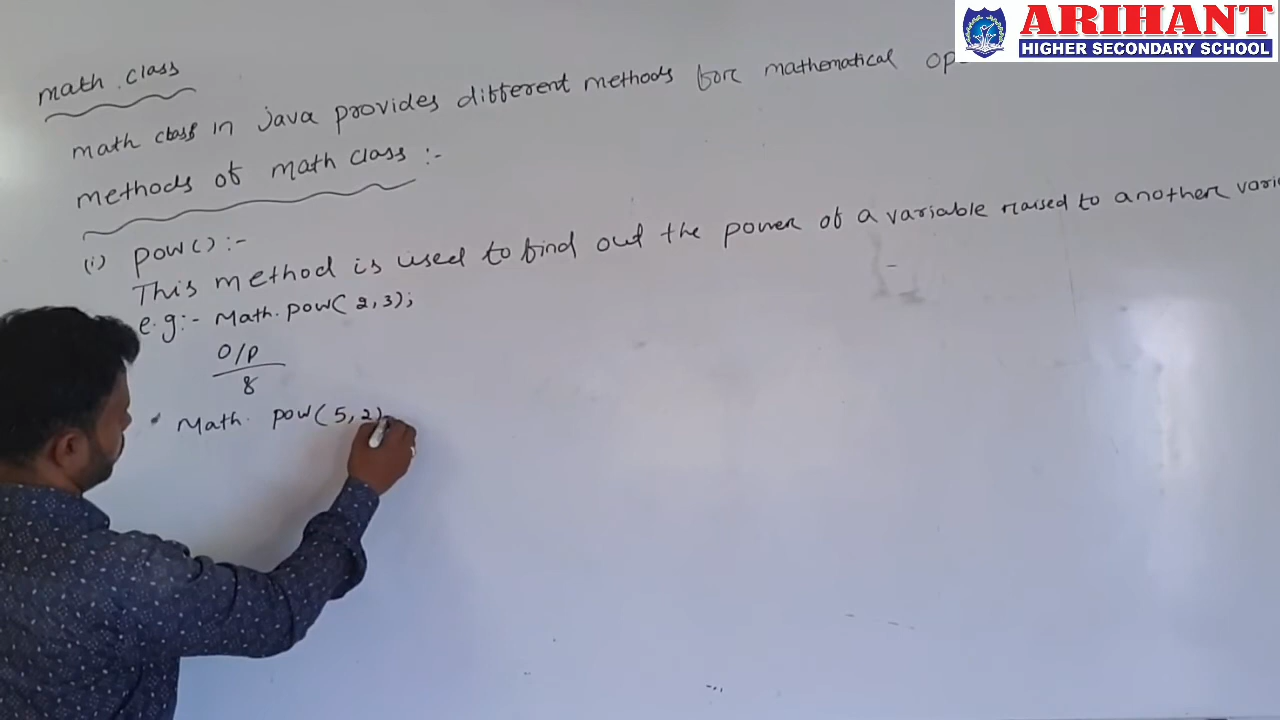 ARIHANT
HIGHER SECONDARY SCHOOL
math class
math class in java provides different methods for mathematical
methods of math class :-
(i) pow() :-
This method is used to find out the power of a variable raised to another
e.g:- Math.pow( 2,3);
O/P
8
Math. pow( 5,2)